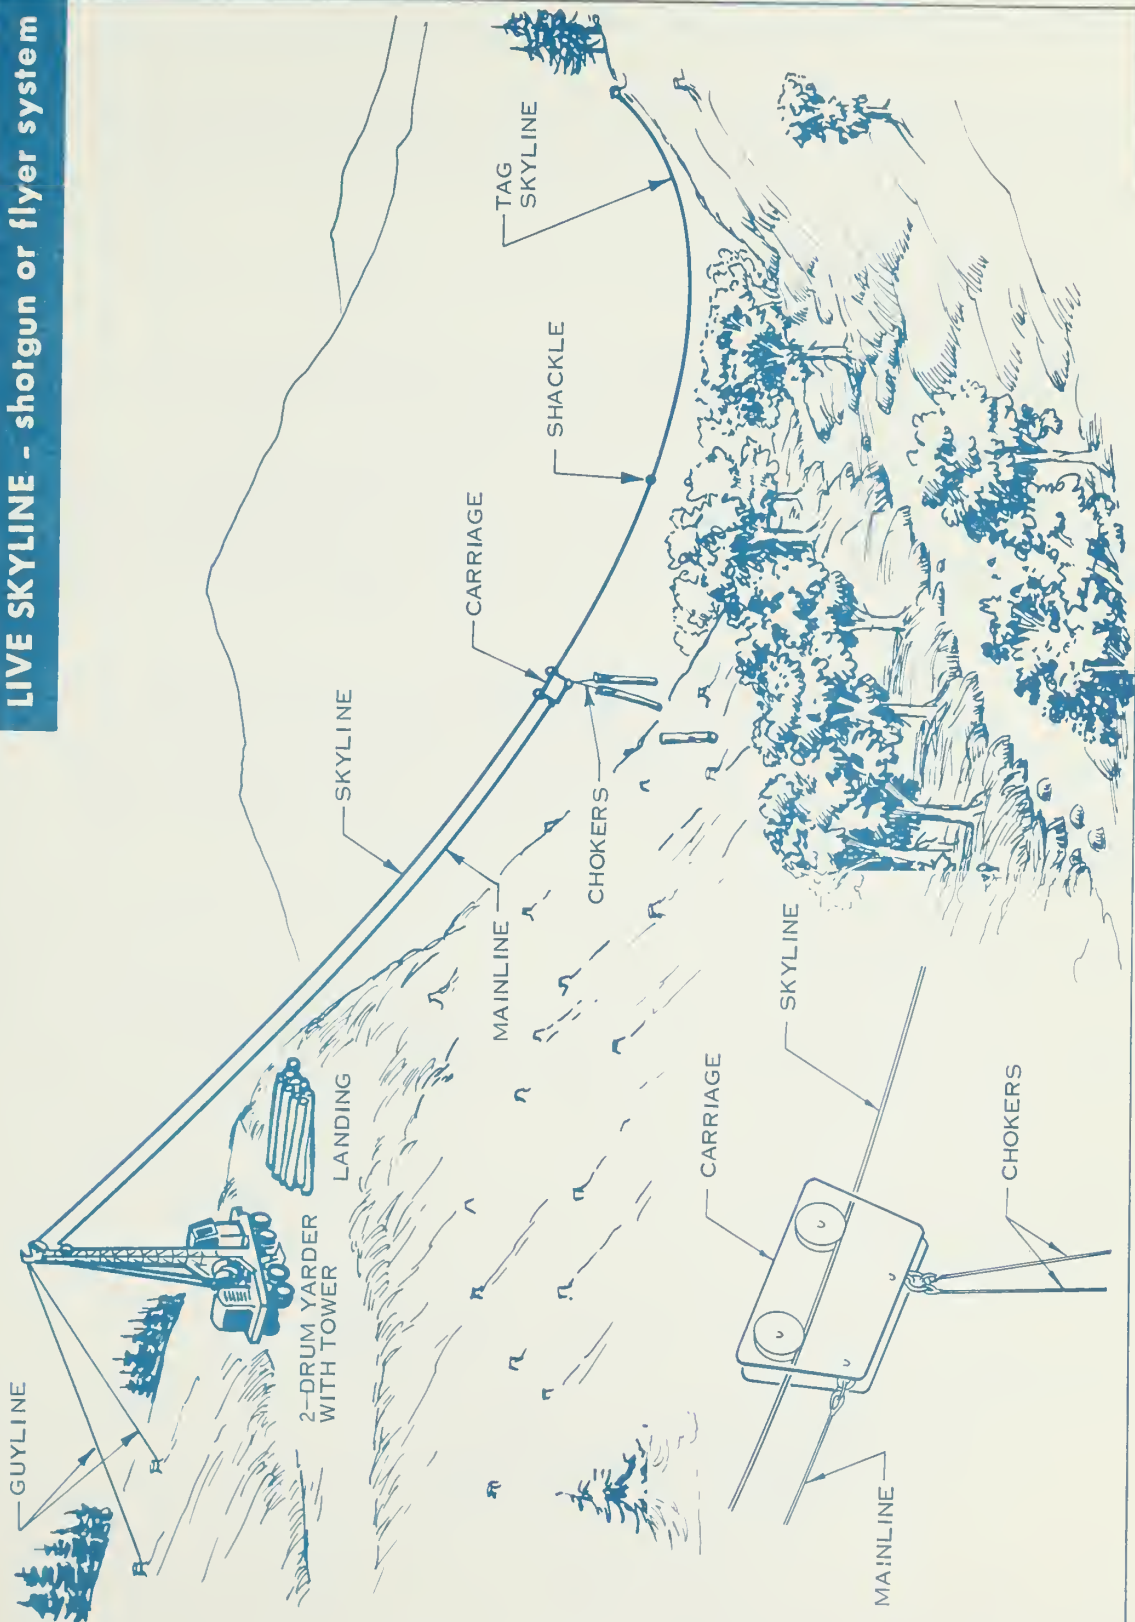 LIVE SKYLINE - shotgun or flyer system
GUYLINE
2-DRUM YARDER
WITH TOWER
LANDING
SKYLINE
MAINLINE
CARRIAGE
CHOKERS
SHACKLE
TAG
SKYLINE
MAINLINE
CARRIAGE
SKYLINE
CHOKERS